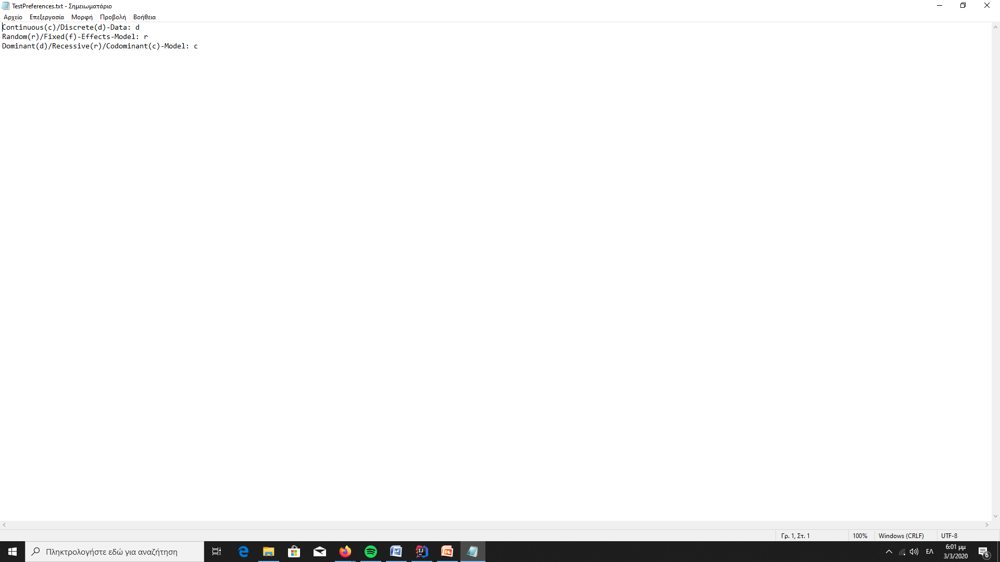 TestPreferences.txt - Σημειωματάριο
Αρχείο Επεξεργασία Μορφή Προβολή Βοήθεια
Continuous(c)/Discrete(d)-Data: d
Random(r)/Fixed(f)-Effects-Model: r
Dominant(d)/Recessive(r)/Codominant(c)-Model: c
Γρ. 1, Στ. 1 100% Windows (CRLF) UTF-8
Πληκτρολογήστε εδώ για αναζήτηση
ΕΛ
6:01 μμ
3/3/2020
6